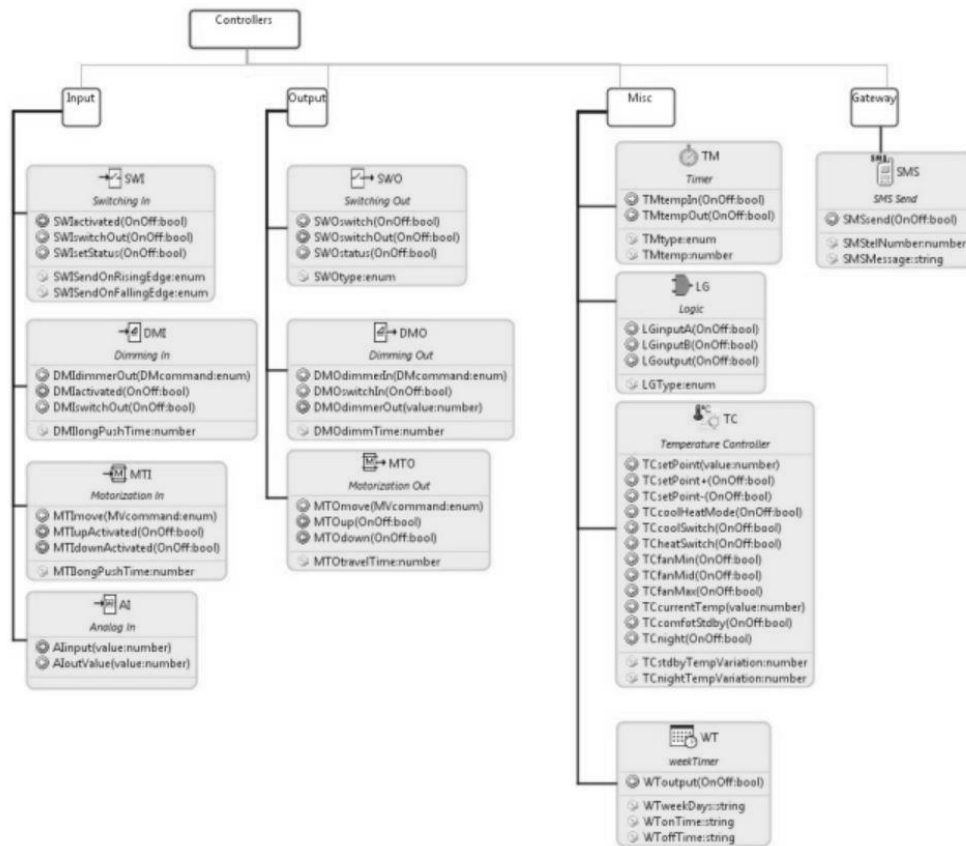 Controllers
Input
Output
Misc
Gateway
SWI
Switching In
SWIactivated(OnOff:bool)
SWIswitchOut(OnOff:bool)
SWIsetStatus(OnOff:bool)
SWISendOnRisingEdge:enum
SWISendOnFallingEdge:enum
DMI
Dimming In
DMIdimmerOut(DMcommand:enum)
DMIactivated(OnOff:bool)
DMIswitchOut(OnOff:bool)
DMIlongPushTime:number
MTI
Motorization In
MTImove(MVcommand:enum)
MTIupActivated(OnOff:bool)
MTIdownActivated(OnOff:bool)
MTIlongPushTime:number
AI
Analog In
AIinput(value:number)
AIoutValue(value:number)
SWO
Switching Out
SWOswitch(OnOff:bool)
SWOswitchOut(OnOff:bool)
SWOstatus(OnOff:bool)
SWOtype:enum
DMO
Dimming Out
DMOdimmerIn(DMcommand:enum)
DMOswitchIn(OnOff:bool)
DMOdimmerOut(value:number)
DMOdimmTime:number
M
MTO
Motorization Out
MTOmove(MVcommand:enum)
MTOup(OnOff:bool)
MTOdown(OnOff:bool)
MTOtravelTime:number
TM
Timer
TMtempIn(OnOff:bool)
TMtempOut(OnOff:bool)
TMtype:enum
TMtemp:number
LG
Logic
LGinputA(OnOff:bool)
LGinputB(OnOff:bool)
LGoutput(OnOff:bool)
LGType:enum
°C
TC
Temperature Controller
TCsetPoint(value:number)
TCsetPoint+(OnOff:bool)
TCsetPoint-(OnOff:bool)
TCcoolHeatMode(OnOff:bool)
TCcoolSwitch(OnOff:bool)
TCheatSwitch(OnOff:bool)
TCfanMin(OnOff:bool)
TCfanMid(OnOff:bool)
TCfanMax(OnOff:bool)
TCcurrentTemp(value:number)
TCcomfotStdby(OnOff:bool)
TCnight(OnOff:bool)
TCstdbyTempVariation:number
TCnightTempVariation:number
WT
weekTimer
WToutput(OnOff:bool)
WTweekDays:string
WTonTime:string
WToffTime:string
SMS
SMS
SMS Send
SMSsend(OnOff:bool)
SMStelNumber:number
SMSMessage:string